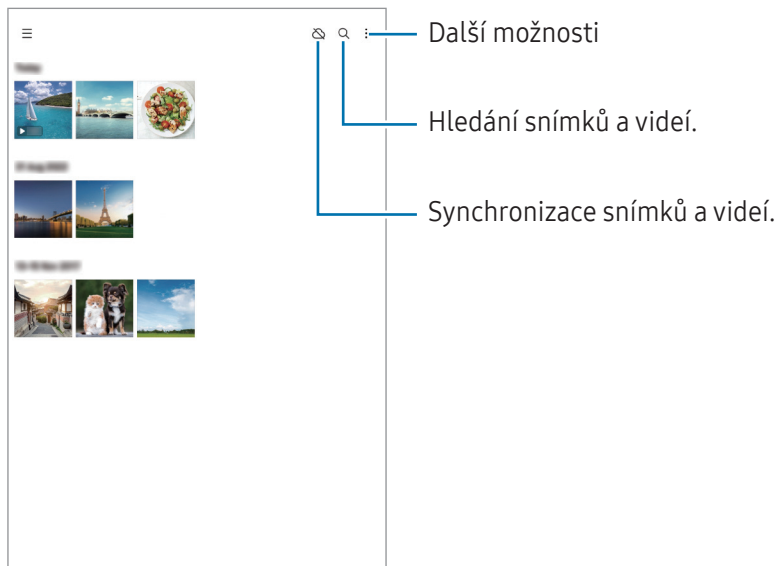 Další možnosti
Hledání snímků a videí.
Synchronizace snímků a videí.